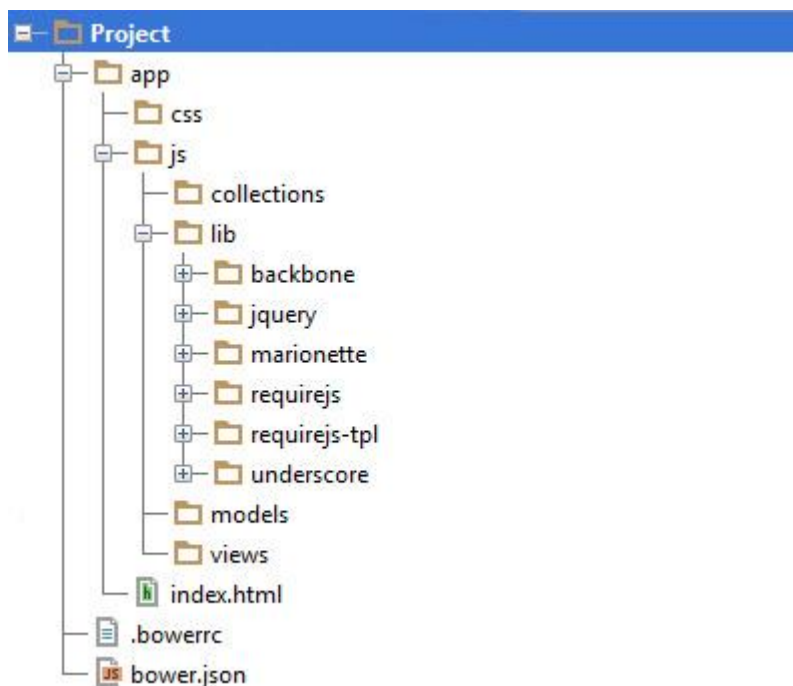 Project
app
css
js
collections
lib
backbone
jquery
marionette
requirejs
requirejs-tpl
underscore
models
views
index.html
.bowerrc
bower.json